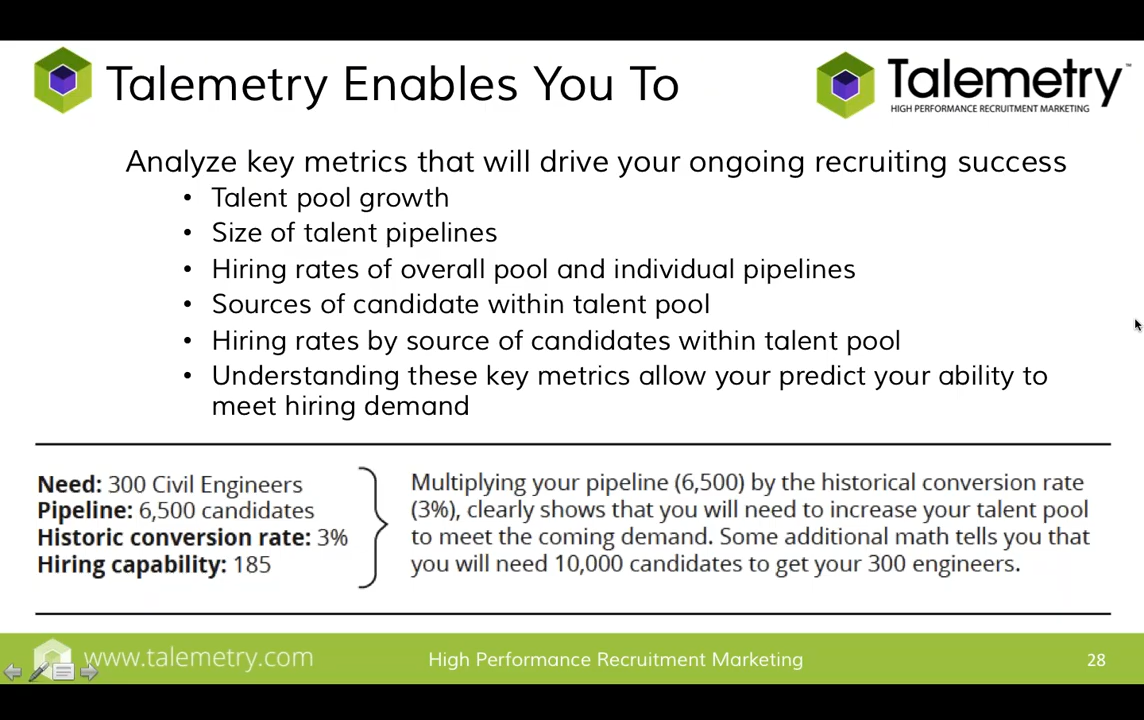 Talemetry Enables You To
Talemetry™
HIGH PERFORMANCE RECRUITMENT MARKETING
Analyze key metrics that will drive your ongoing recruiting success
• Talent pool growth
• Size of talent pipelines
• Hiring rates of overall pool and individual pipelines
• Sources of candidate within talent pool
• Hiring rates by source of candidates within talent pool
• Understanding these key metrics allow your predict your ability to
meet hiring demand
Need: 300 Civil Engineers
Pipeline: 6,500 candidates
Historic conversion rate: 3%
Hiring capability: 185
Multiplying your pipeline (6,500) by the historical conversion rate
(3%), clearly shows that you will need to increase your talent pool
to meet the coming demand. Some additional math tells you that
you will need 10,000 candidates to get your 300 engineers.
www.talemetry.com
High Performance Recruitment Marketing
28